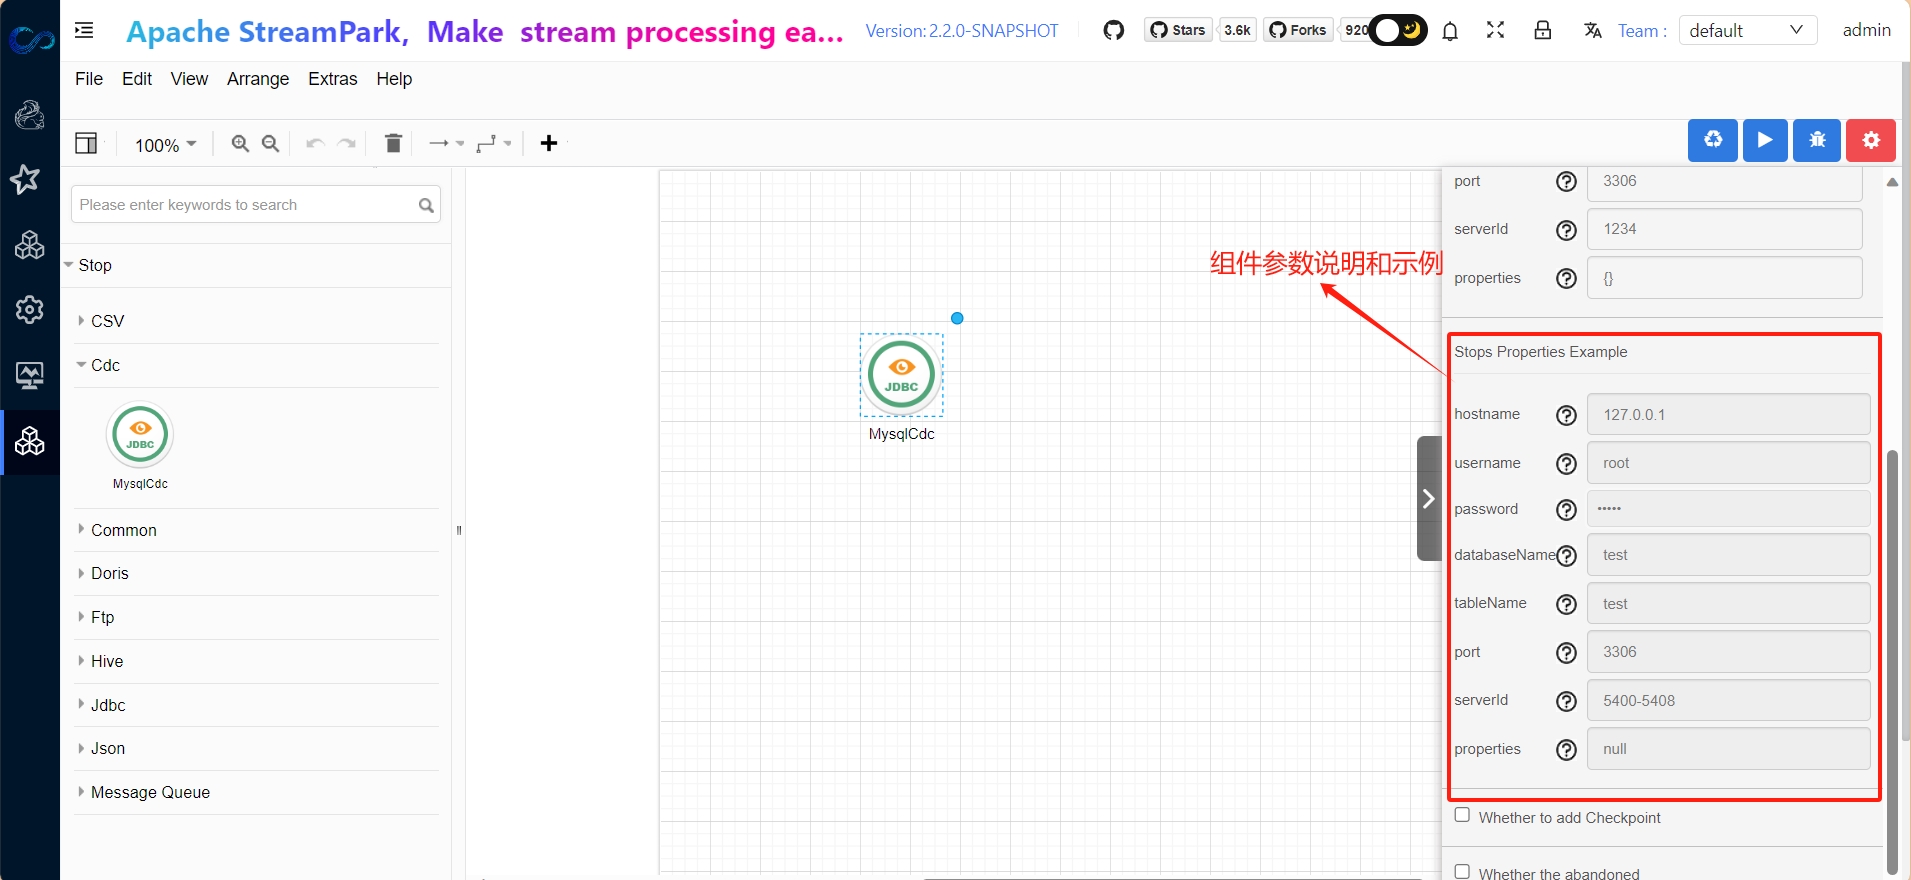 Apache StreamPark, Make stream processing ea...
Version:2.2.0-SNAPSHOT
Stars 3.6k
Forks 920
Team : default
admin
File Edit View Arrange Extras Help
100%
Please enter keywords to search
Stop
CSV
Cdc
JDBC
MysqlCdc
Common
Doris
Ftp
Hive
Jdbc
Json
Message Queue
JDBC
MysqlCdc
组件参数说明和示例
port 3306
serverId 1234
properties {}
Stops Properties Example
hostname 127.0.0.1
username root
password •••••
databaseName test
tableName test
port 3306
serverId 5400-5408
properties null
Whether to add Checkpoint
Whether the abandoned